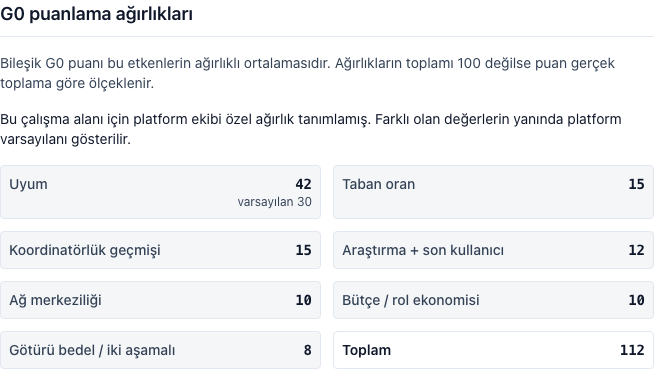 G0 puanlama ağırlıkları
Bileşik G0 puanı bu etkenlerin ağırlıklı ortalamasıdır. Ağırlıkların toplamı 100 değilse puan gerçek
toplama göre ölçeklenir.
Bu çalışma alanı için platform ekibi özel ağırlık tanımlamış. Farklı olan değerlerin yanında platform
varsayılanı gösterilir.
Uyum 42
varsayılan 30
Taban oran 15
Koordinatörlük geçmişi 15
Araştırma + son kullanıcı 12
Ağ merkeziliği 10
Bütçe / rol ekonomisi 10
Götürü bedel / iki aşamalı 8
Toplam 112